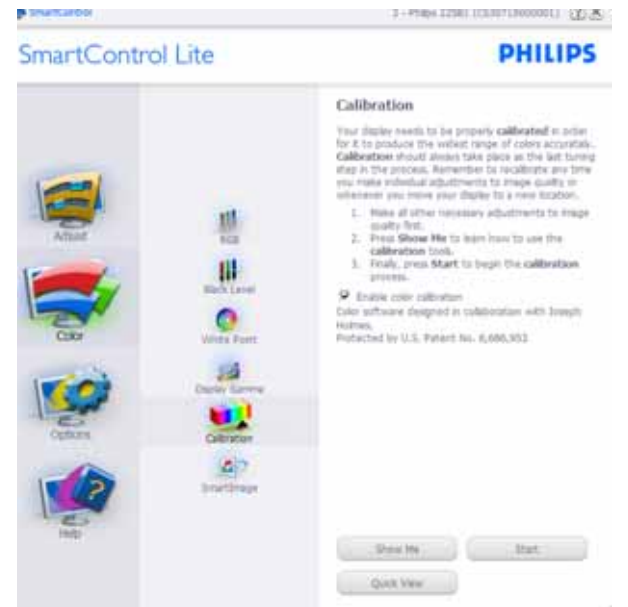 SmartControl
SmartControl Lite
PHILIPS
Calibration
Your display needs to be properly calibrated in order
for it to produce the widest range of colors accurately.
Calibration should always take place as the last tuning
step in the process. Remember to recalibrate any time
you make individual adjustments to image quality or
whenever you move your display to a new location.
1. Make all other necessary adjustments to image
quality first.
2. Press Show Me to learn how to use the
calibration tools.
3. Finally, press Start to begin the calibration
process.
Enable color calibration
Color software designed in collaboration with Joseph
Holmes.
Protected by U.S. Patent No.
Adjust
Color
Options
Help
RGB
Black Level
White Point
Display Gamma
Calibration
SmartImage
Show Me
Start
Quick View